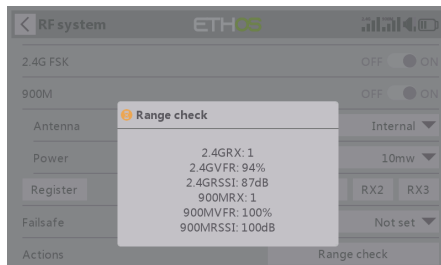 RF system
ETHOS
2.4G FSK OFF ON
900M OFF ON
Antenna Internal
Power 10mw
Register RX2 RX3
Failsafe Not set
Actions Range check
Range check
2.4GRX: 1
2.4GVFR: 94%
2.4GRSSI: 87dB
900MRX: 1
900MVFR: 100%
900MRSSI: 100dB